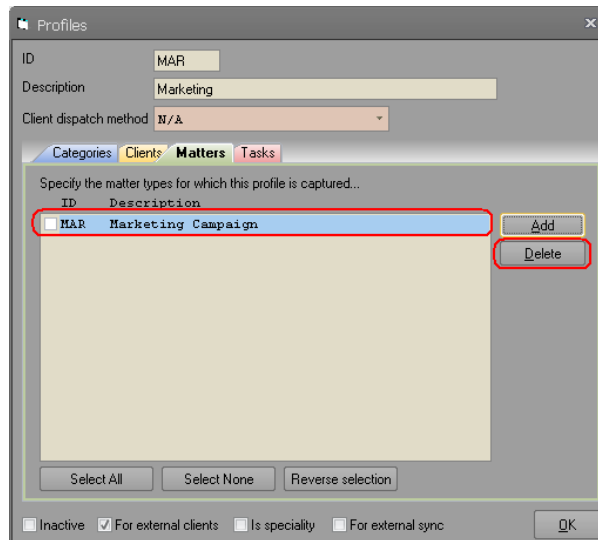 Profiles
ID MAR
Description Marketing
Client dispatch method N/A
Categories Clients Matters Tasks
Specify the matter types for which this profile is captured...
ID Description
MAR Marketing Campaign
Add
Delete
Select All Select None Reverse selection
Inactive For external clients Is speciality For external sync OK